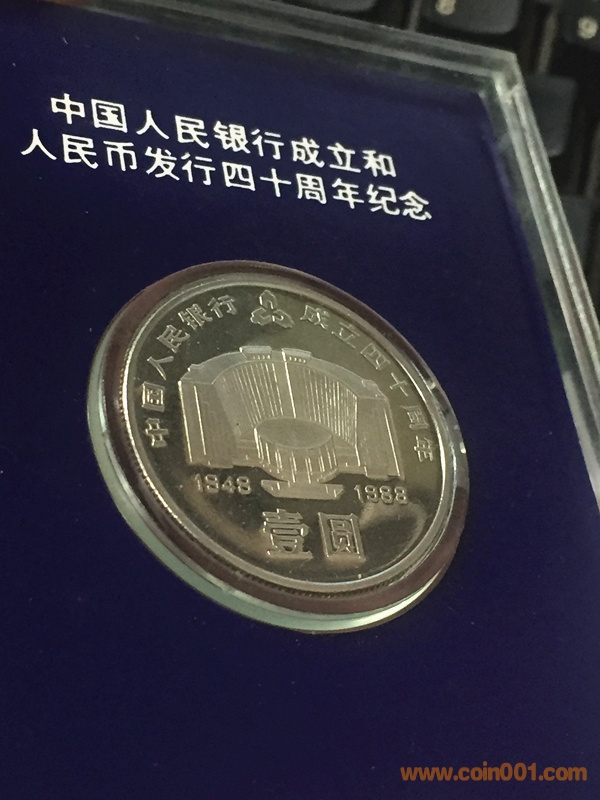 中国人民银行成立和
人民币发行四十周年纪念
中国人民银行 成立四十周年
1948 1988
壹圆
www.coin001.com
8
9